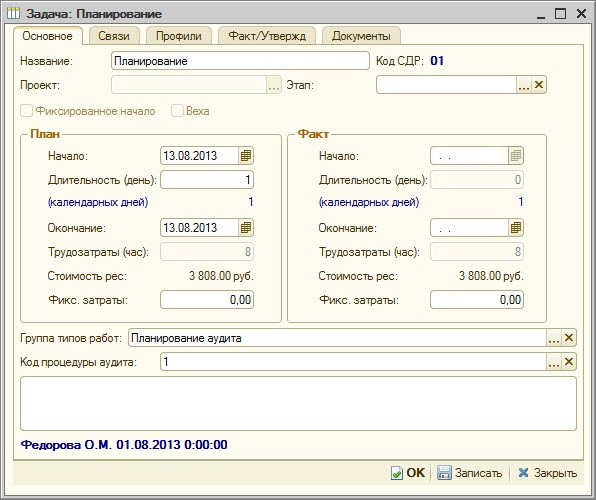 Задача: Планирование
Основное Связи Профили Факт/Утвержд Документы
Название: Планирование Код СДР: 01
Проект: ... Этап: ...
Фиксированное начало Веха
План Факт
Начало: 13.08.2013 Начало: . .
Длительность (день): 1 Длительность (день): 0
(календарных дней) 1 (календарных дней) 1
Окончание: 13.08.2013 Окончание: . .
Трудозатраты (час): 8 Трудозатраты (час): 8
Стоимость рес: 3 808.00 руб. Стоимость рес: 3 808.00 руб.
Фикс. затраты: 0,00 Фикс. затраты: 0,00
Группа типов работ: Планирование аудита ...
Код процедуры аудита: 1 ...
Федорова О.М. 01.08.2013 0:00:00
OK Записать Закрыть